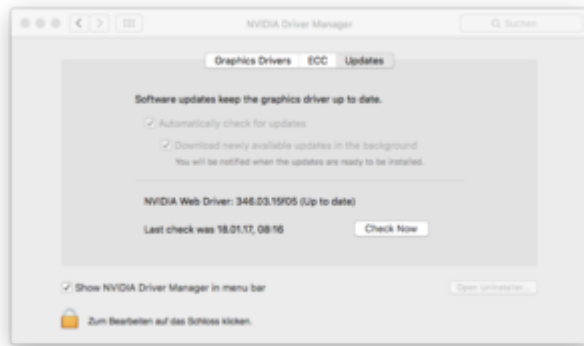 NVIDIA Driver Manager
Suchen
Graphics Drivers ECC Updates
Software updates keep the graphics driver up to date.
Automatically check for updates
Download newly available updates in the background
You will be notified when the updates are ready to be installed.
NVIDIA Web Driver: 346.03.15f05 (Up to date)
Last check was 18.01.17, 08:16 Check Now
Show NVIDIA Driver Manager in menu bar Open Uninstaller...
Zum Bearbeiten auf das Schloss klicken.